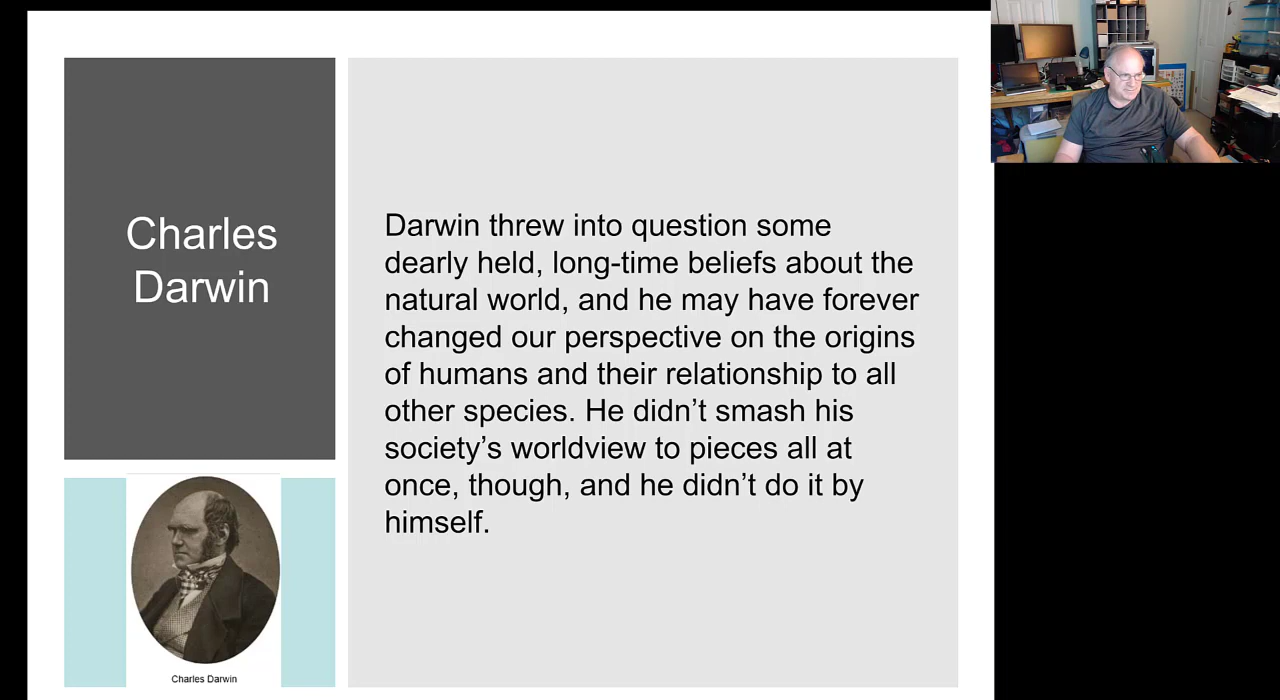 Charles
Darwin
Darwin threw into question some
dearly held, long-time beliefs about the
natural world, and he may have forever
changed our perspective on the origins
of humans and their relationship to all
other species. He didn’t smash his
society’s worldview to pieces all at
once, though, and he didn’t do it by
himself.
Charles Darwin